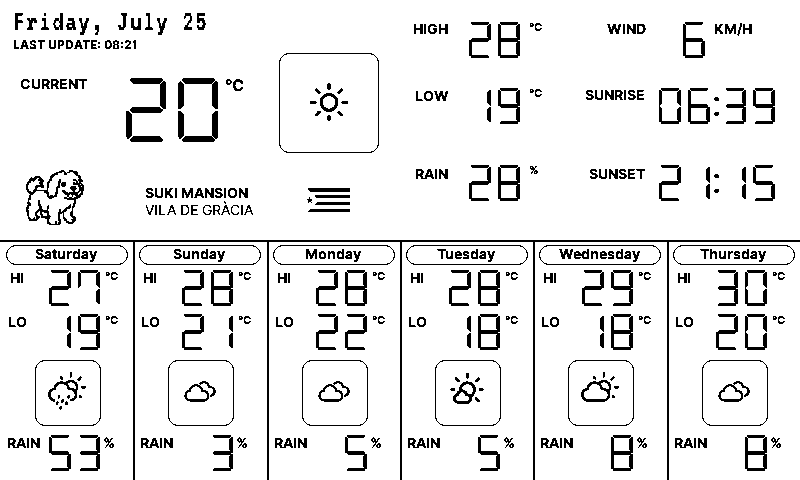 Friday, July 25
LAST UPDATE: 08:21
CURRENT 20 °C
SUKI MANSION
VILA DE GRÀCIA
HIGH 28 °C
LOW 19 °C
RAIN 28 %
WIND 6 KM/H
SUNRISE 06:39
SUNSET 21:15
Saturday
HI 27 °C
LO 19 °C
RAIN 53 %
Sunday
HI 28 °C
LO 21 °C
RAIN 3 %
Monday
HI 28 °C
LO 22 °C
RAIN 5 %
Tuesday
HI 28 °C
LO 18 °C
RAIN 5 %
Wednesday
HI 29 °C
LO 18 °C
RAIN 8 %
Thursday
HI 30 °C
LO 20 °C
RAIN 8 %